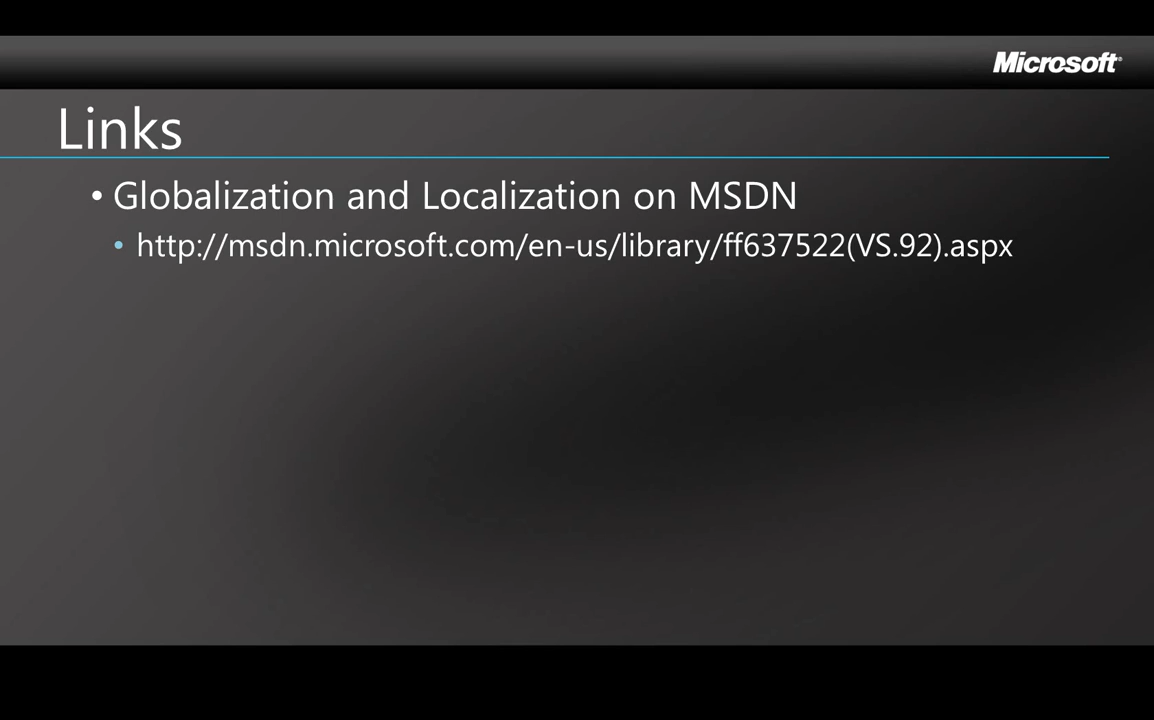 Microsoft®
Links
• Globalization and Localization on MSDN
• http://msdn.microsoft.com/en-us/library/ff637522(VS.92).aspx